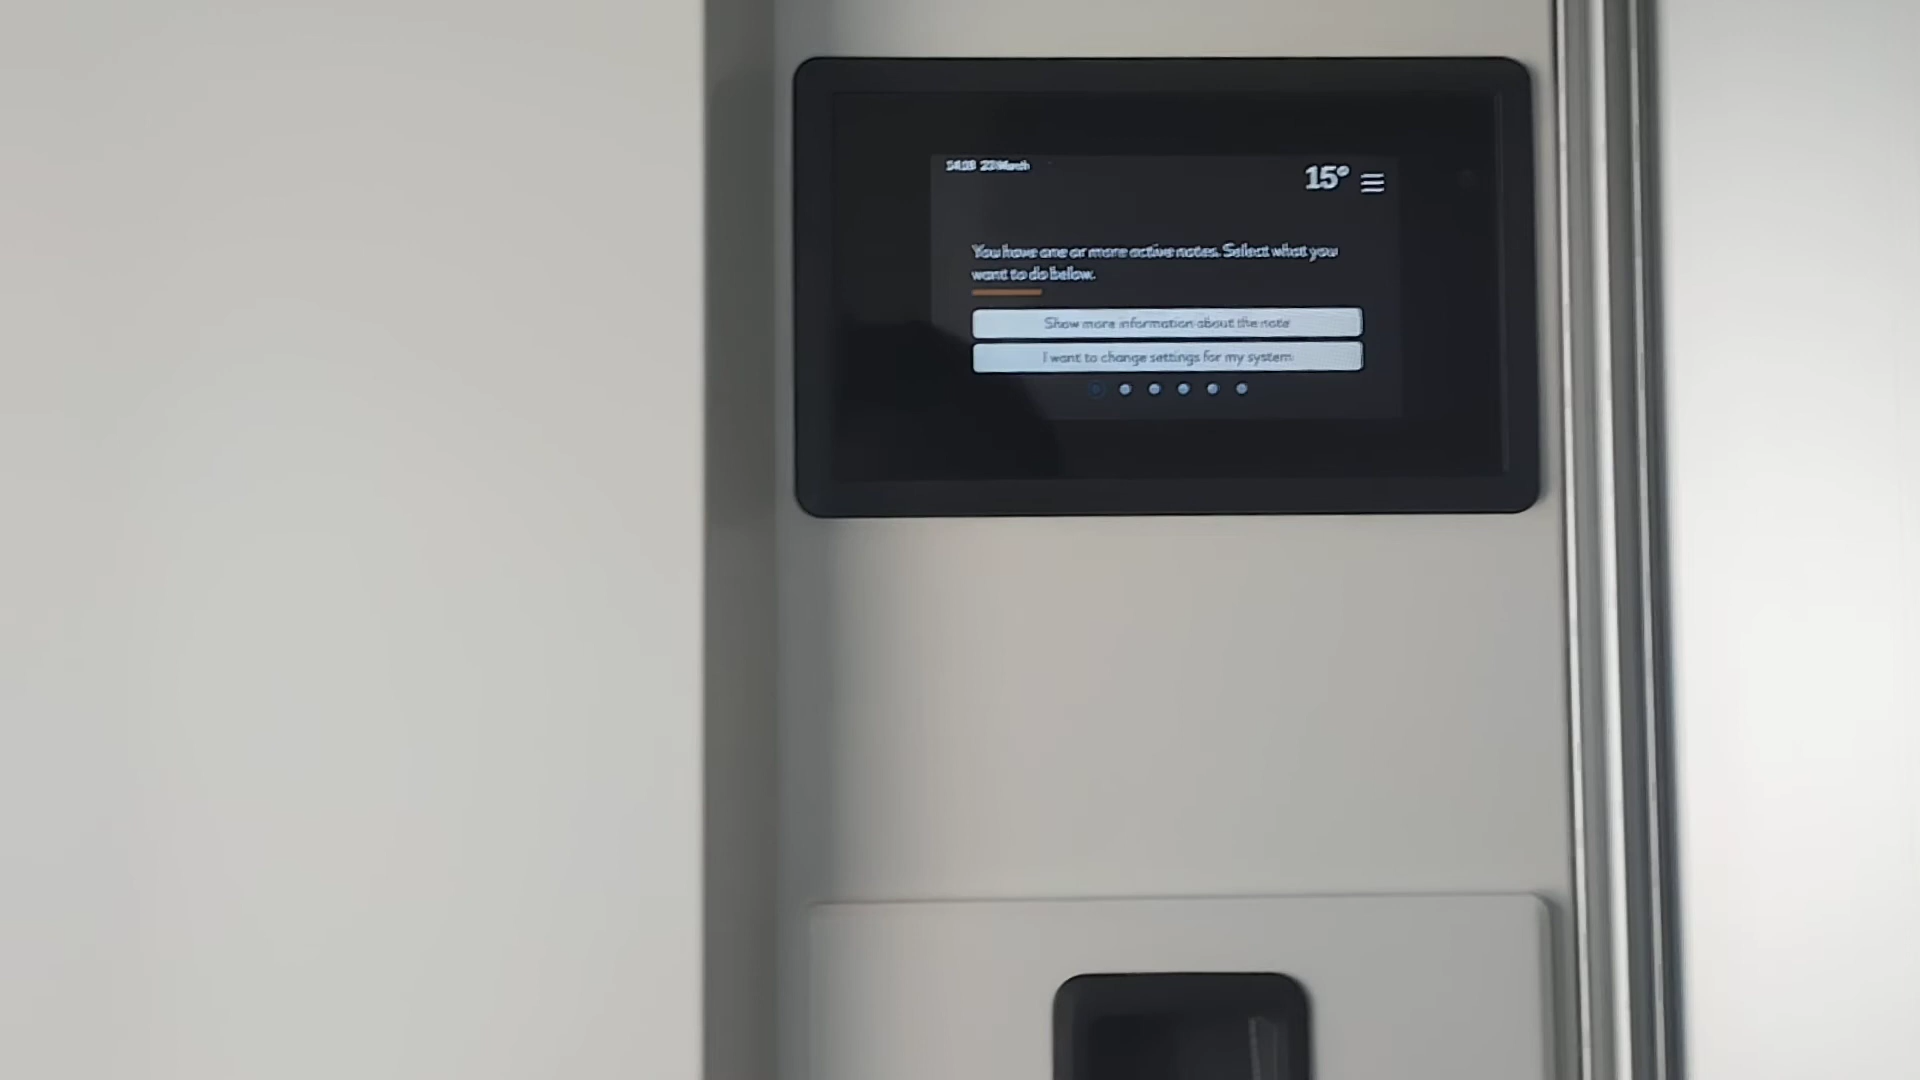 March
15°
You have one or more active notes. Select what you
want to do below.
Show more information about the note
I want to change settings for my system